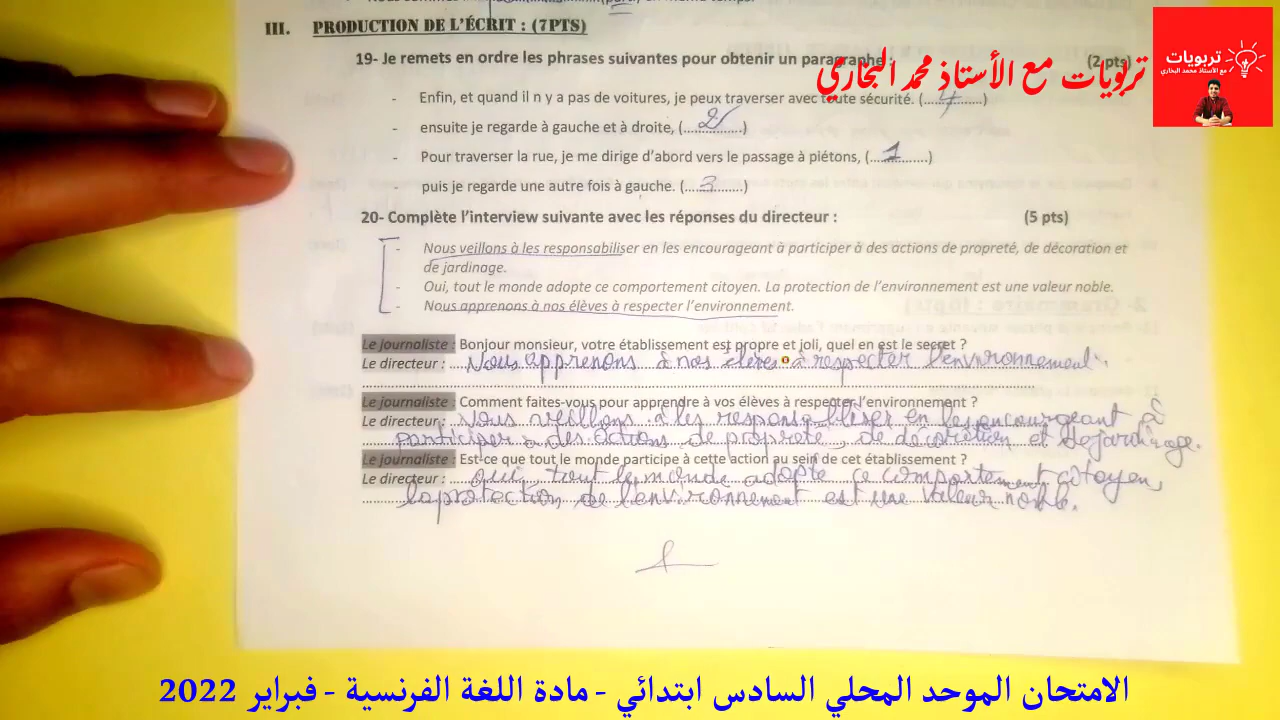 III. PRODUCTION DE L'ÉCRIT : (7PTS)
19- Je remets en ordre les phrases suivantes pour obtenir un paragraphe : (2 pts)
تربويات مع الأستاذ محمد البخاري
تربويات
مع الأستاذ محمد البخاري
- Enfin, et quand il n y a pas de voitures, je peux traverser avec toute sécurité. (....4........)
- ensuite je regarde à gauche et à droite, (....2........)
- Pour traverser la rue, je me dirige d'abord vers le passage à piétons, (....1........)
- puis je regarde une autre fois à gauche. (....3........)
20- Complète l'interview suivante avec les réponses du directeur : (5 pts)
- Nous veillons à les responsabiliser en les encourageant à participer à des actions de propreté, de décoration et
de jardinage.
- Oui, tout le monde adopte ce comportement citoyen. La protection de l'environnement est une valeur noble.
- Nous apprenons à nos élèves à respecter l'environnement.
Le journaliste : Bonjour monsieur, votre établissement est propre et joli, quel en est le secret ?
Le directeur : Nous apprenons à nos élèves à respecter l'environnement.
Le journaliste : Comment faites-vous pour apprendre à vos élèves à respecter l'environnement ?
Le directeur : Nous veillons à les responsabiliser en les encourgeant à
participer à des actions de propreté, de décoration et de jardinage.
Le journaliste : Est-ce que tout le monde participe à cette action au sein de cet établissement ?
Le directeur : oui, tout le monde adopte ce comportement citoyen,
la protection de l'environnement est une valeur noble.
الامتحان الموحد المحلي السادس ابتدائي - مادة اللغة الفرنسية - فبراير 2022